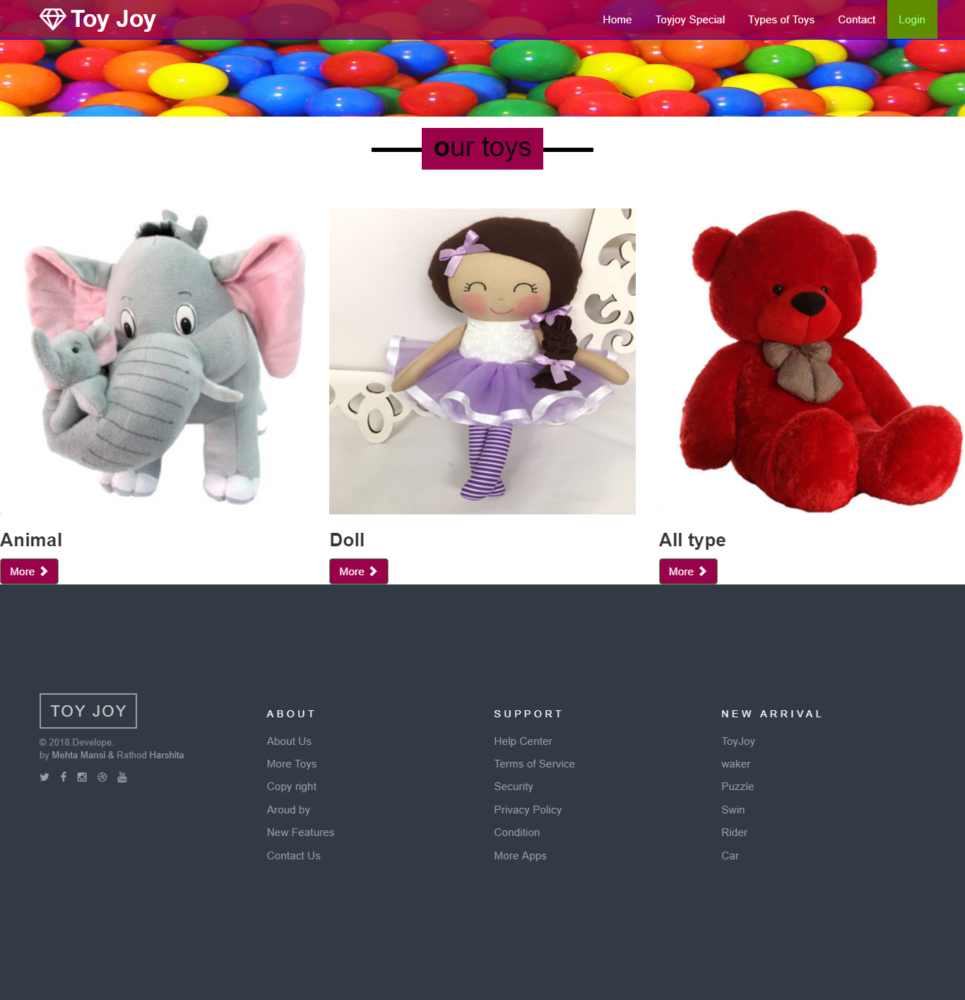 Toy Joy
Home Toyjoy Special Types of Toys Contact Login
our toys
Animal
More
Doll
More
All type
More
TOY JOY
© 2018.Develope.
by Mehta Mansi & Rathod Harshita
ABOUT
About Us
More Toys
Copy right
Aroud by
New Features
Contact Us
SUPPORT
Help Center
Terms of Service
Security
Privacy Policy
Condition
More Apps
NEW ARRIVAL
ToyJoy
waker
Puzzle
Swin
Rider
Car